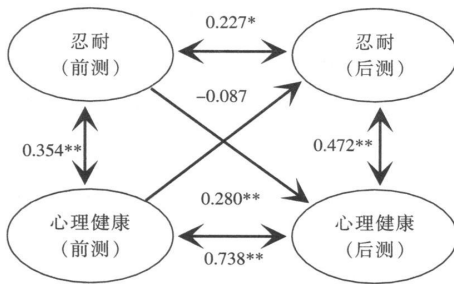 0.227*
忍耐
（前测）
忍耐
（后测）
−0.087
0.354**
0.472**
0.280**
心理健康
（前测）
心理健康
（后测）
0.738**